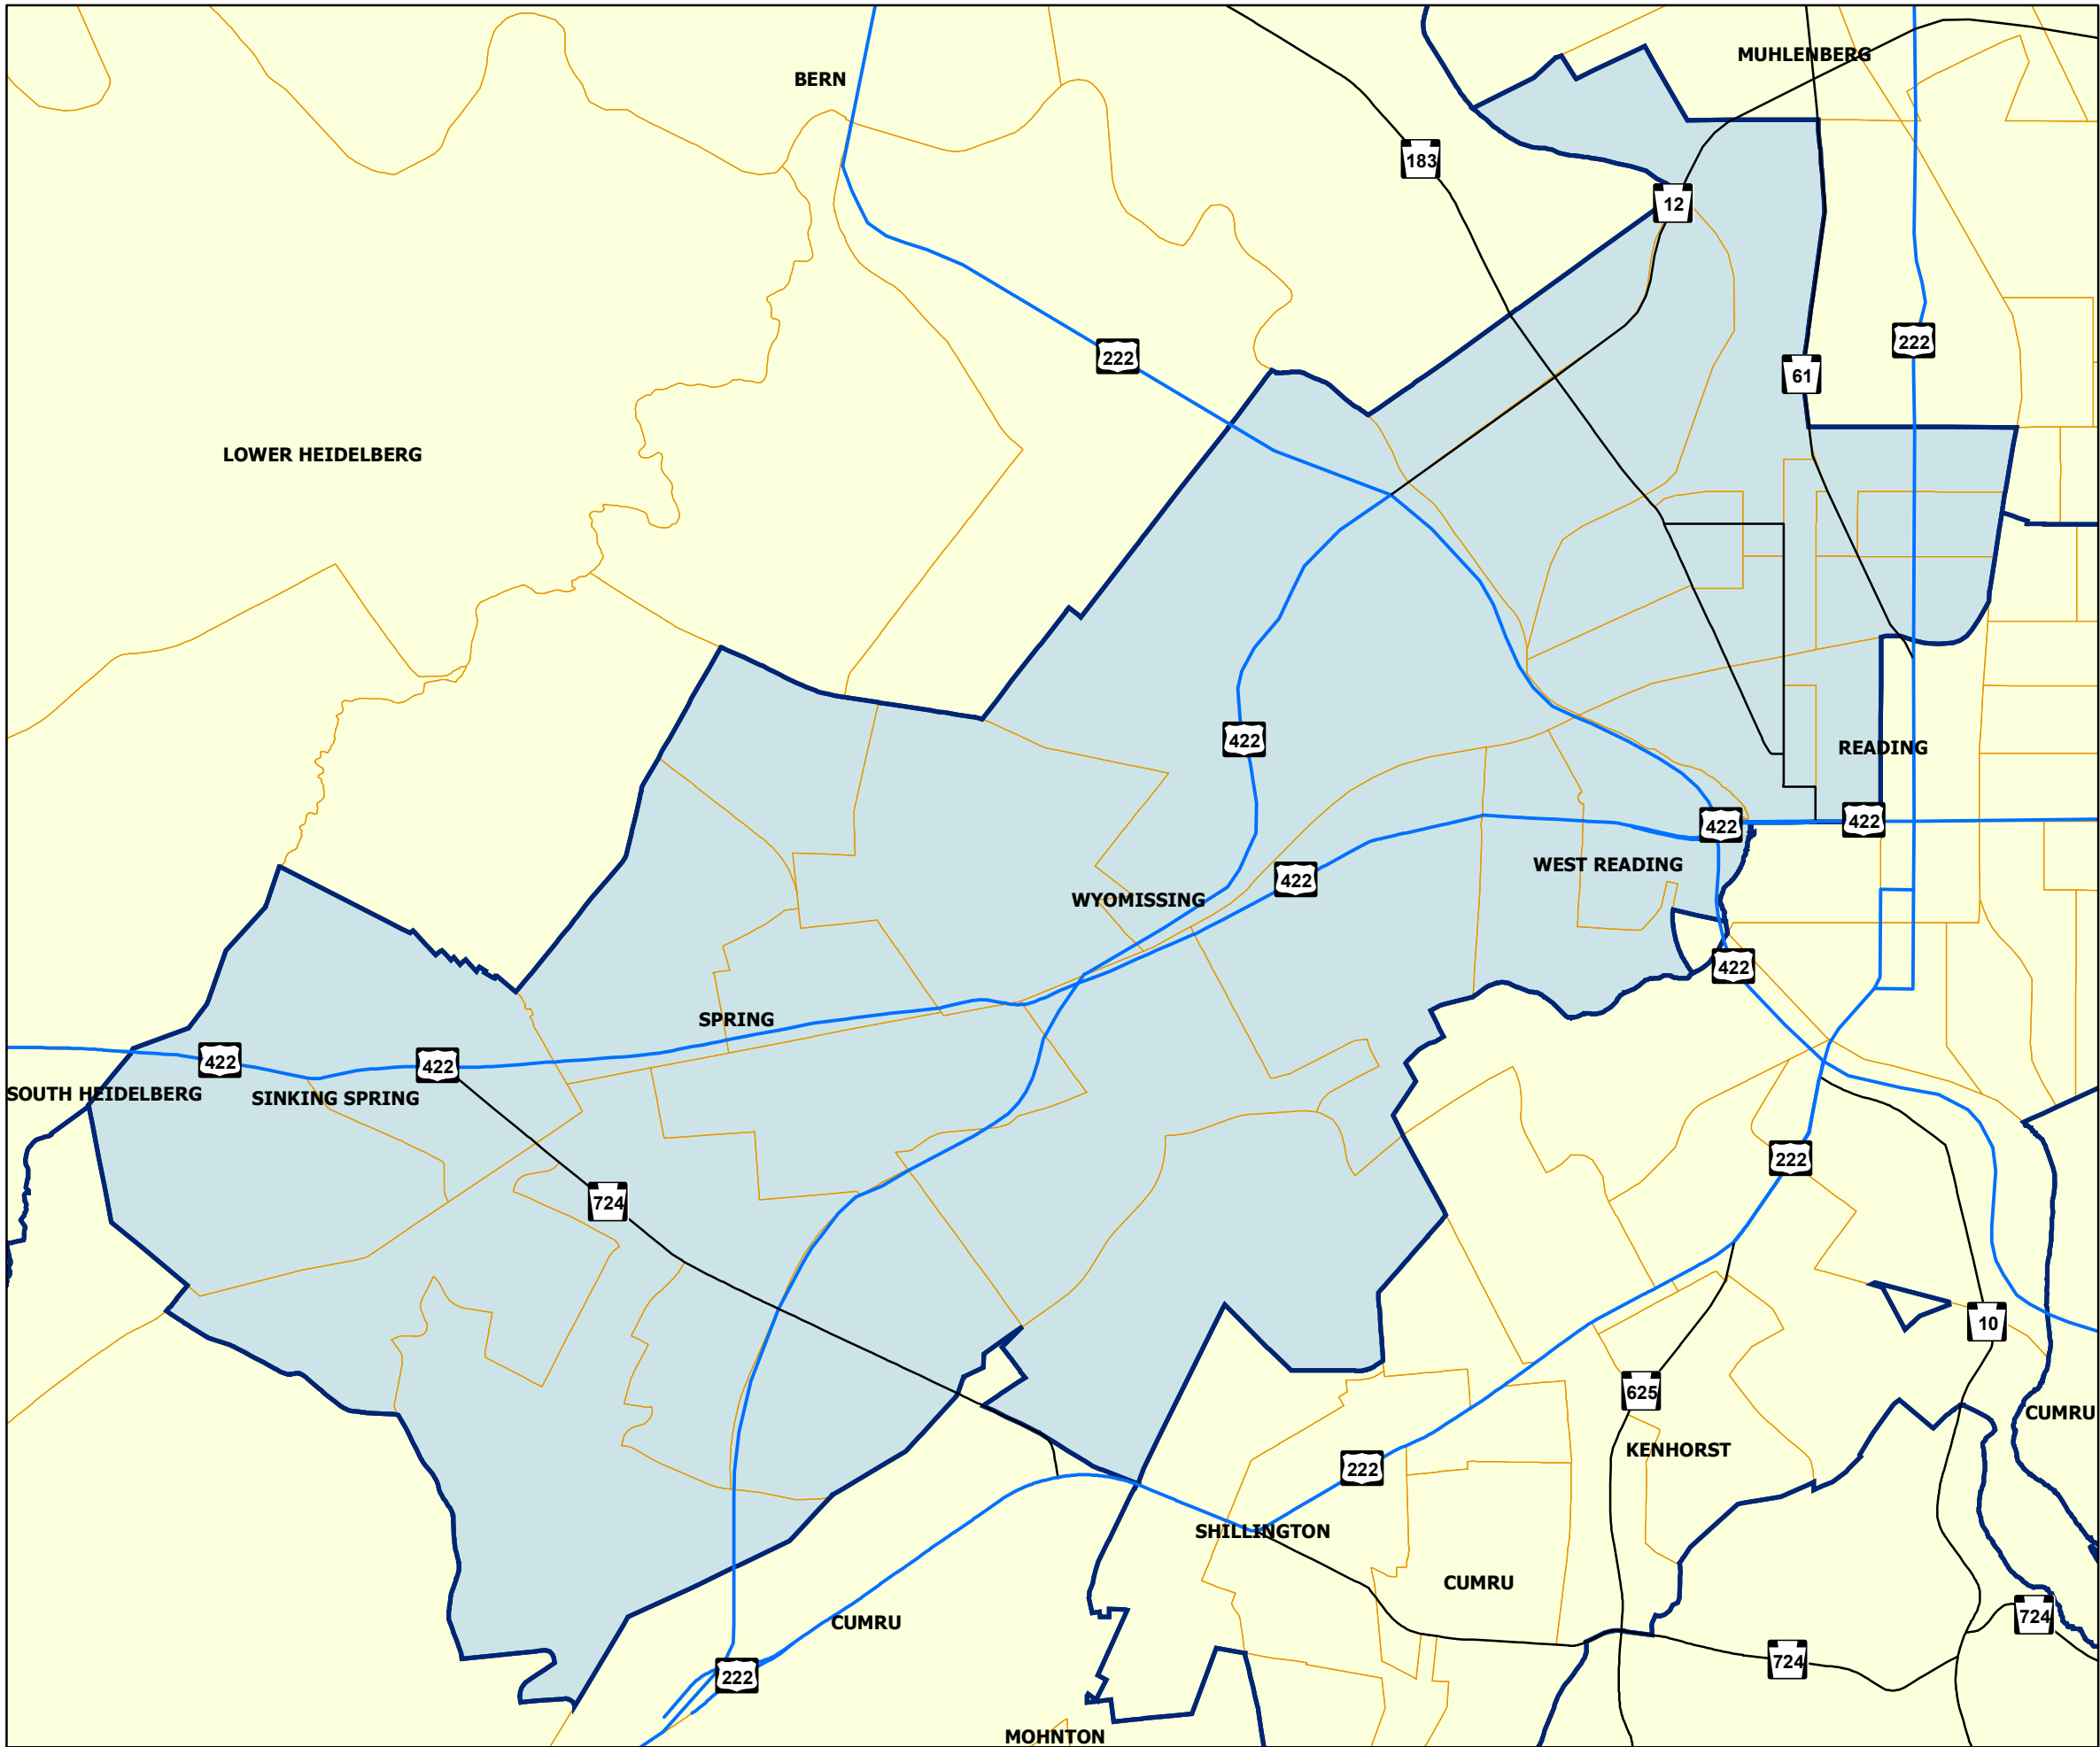 MUHLENBERG
BERN
183
12
222
222
61
LOWER HEIDELBERG
422
READING
422
422
WEST READING
422
WYOMISSING
422
SPRING
422
422
SOUTH HEIDELBERG
SINKING SPRING
222
724
10
625
CUMRU
KENHORST
222
SHILLINGTON
CUMRU
724
CUMRU
724
222
MOHNTON